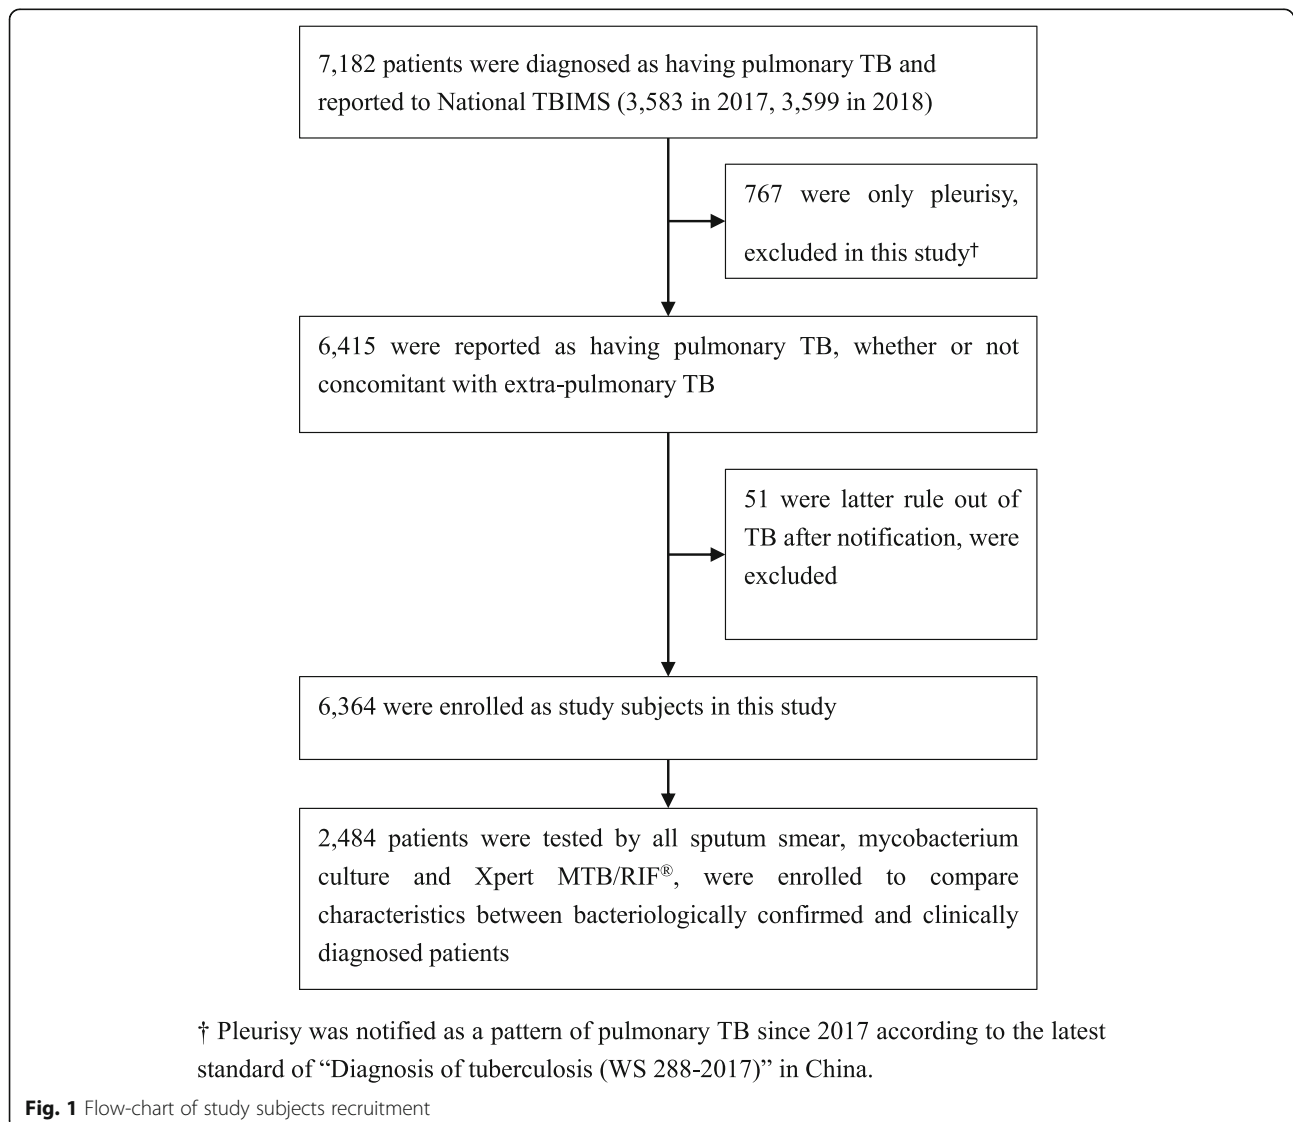 7,182 patients were diagnosed as having pulmonary TB and
reported to National TBIMS (3,583 in 2017, 3,599 in 2018)
767 were only pleurisy,
excluded in this study†
6,415 were reported as having pulmonary TB, whether or not
concomitant with extra-pulmonary TB
51 were latter rule out of
TB after notification, were
excluded
6,364 were enrolled as study subjects in this study
2,484 patients were tested by all sputum smear, mycobacterium
culture and Xpert MTB/RIF®, were enrolled to compare
characteristics between bacteriologically confirmed and clinically
diagnosed patients
† Pleurisy was notified as a pattern of pulmonary TB since 2017 according to the latest
standard of “Diagnosis of tuberculosis (WS 288-2017)” in China.
Fig. 1 Flow-chart of study subjects recruitment